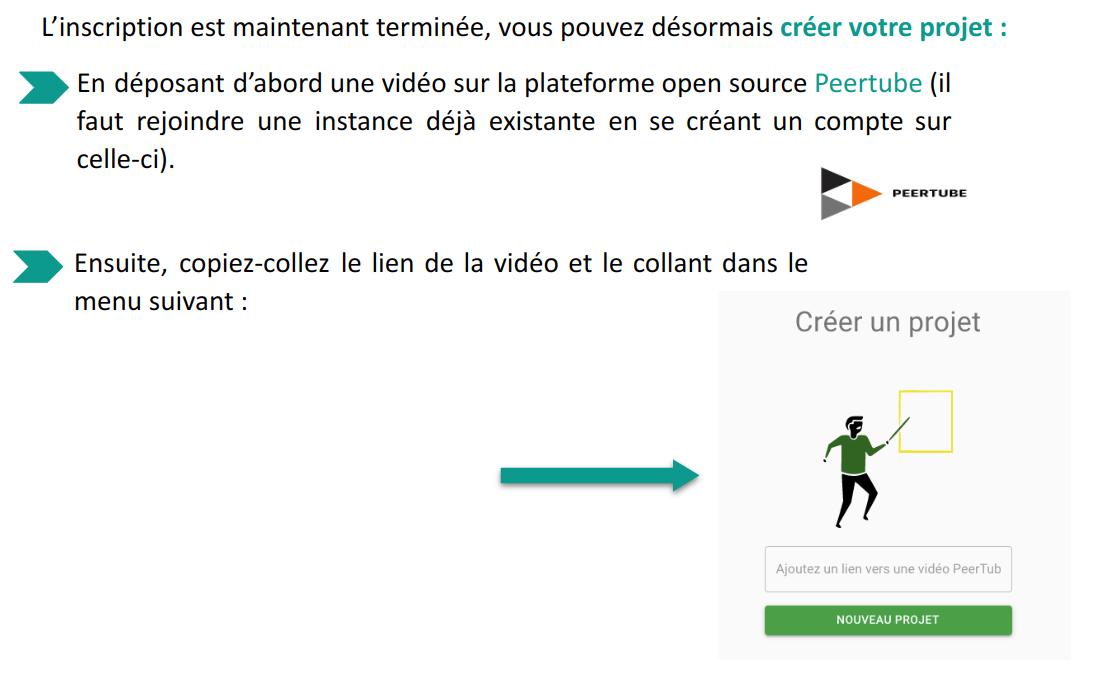 L’inscription est maintenant terminée, vous pouvez désormais créer votre projet :
En déposant d’abord une vidéo sur la plateforme open source Peertube (il
faut rejoindre une instance déjà existante en se créant un compte sur
celle-ci).
PEERTUBE
Ensuite, copiez-collez le lien de la vidéo et le collant dans le
menu suivant :
Créer un projet
Ajoutez un lien vers une vidéo PeerTub
NOUVEAU PROJET